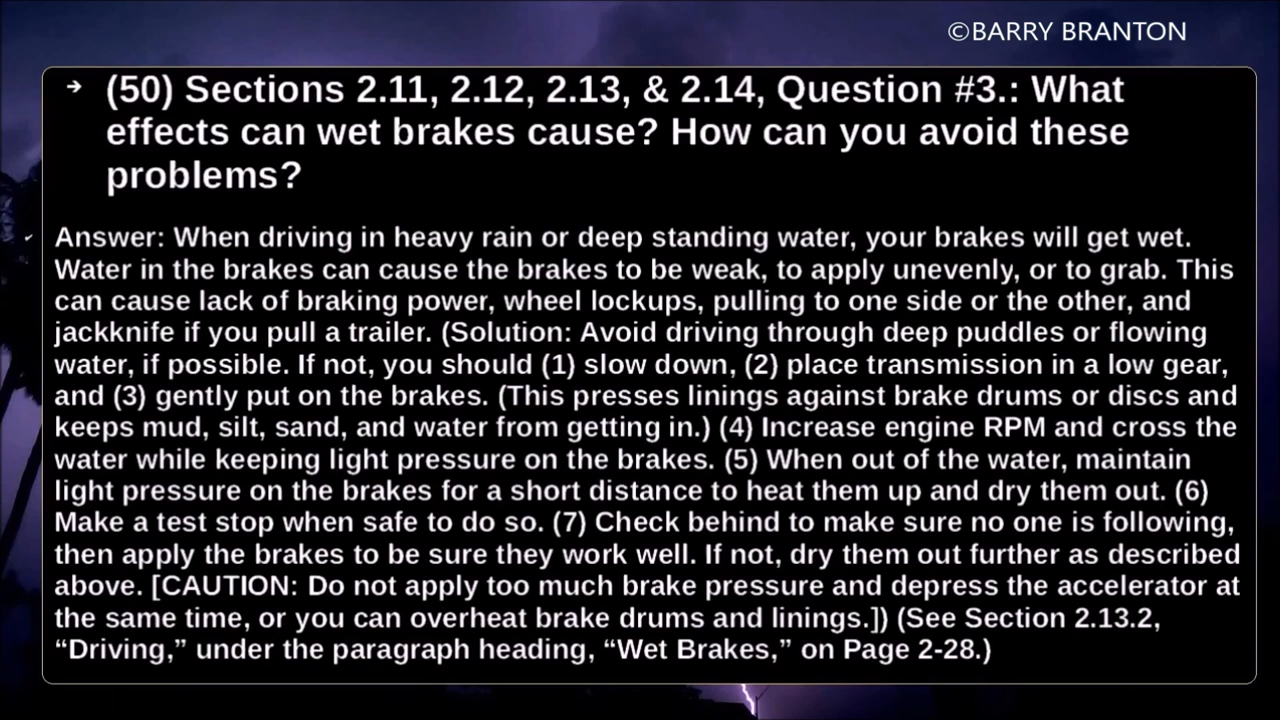 ©BARRY BRANTON
(50) Sections 2.11, 2.12, 2.13, & 2.14, Question #3.: What
effects can wet brakes cause? How can you avoid these
problems?
Answer: When driving in heavy rain or deep standing water, your brakes will get wet.
Water in the brakes can cause the brakes to be weak, to apply unevenly, or to grab. This
can cause lack of braking power, wheel lockups, pulling to one side or the other, and
jackknife if you pull a trailer. (Solution: Avoid driving through deep puddles or flowing
water, if possible. If not, you should (1) slow down, (2) place transmission in a low gear,
and (3) gently put on the brakes. (This presses linings against brake drums or discs and
keeps mud, silt, sand, and water from getting in.) (4) Increase engine RPM and cross the
water while keeping light pressure on the brakes. (5) When out of the water, maintain
light pressure on the brakes for a short distance to heat them up and dry them out. (6)
Make a test stop when safe to do so. (7) Check behind to make sure no one is following,
then apply the brakes to be sure they work well. If not, dry them out further as described
above. [CAUTION: Do not apply too much brake pressure and depress the accelerator at
the same time, or you can overheat brake drums and linings.]) (See Section 2.13.2,
“Driving,” under the paragraph heading, “Wet Brakes,” on Page 2-28.)